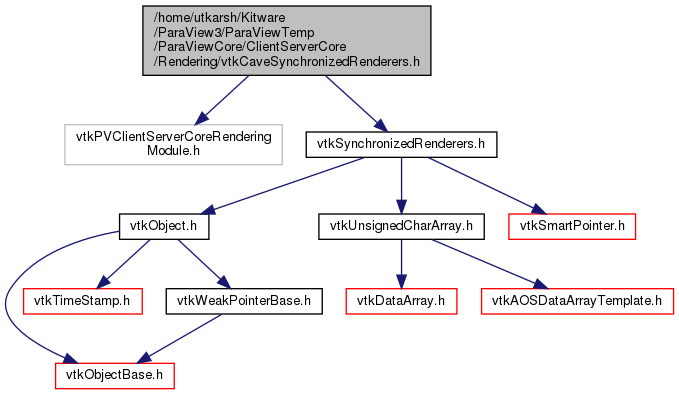 /home/utkarsh/Kitware
/ParaView3/ParaViewTemp
/ParaViewCore/ClientServerCore
/Rendering/vtkCaveSynchronizedRenderers.h
vtkPVClientServerCoreRendering
Module.h
vtkSynchronizedRenderers.h
vtkObject.h
vtkUnsignedCharArray.h
vtkSmartPointer.h
vtkTimeStamp.h
vtkWeakPointerBase.h
vtkDataArray.h
vtkAOSDataArrayTemplate.h
vtkObjectBase.h